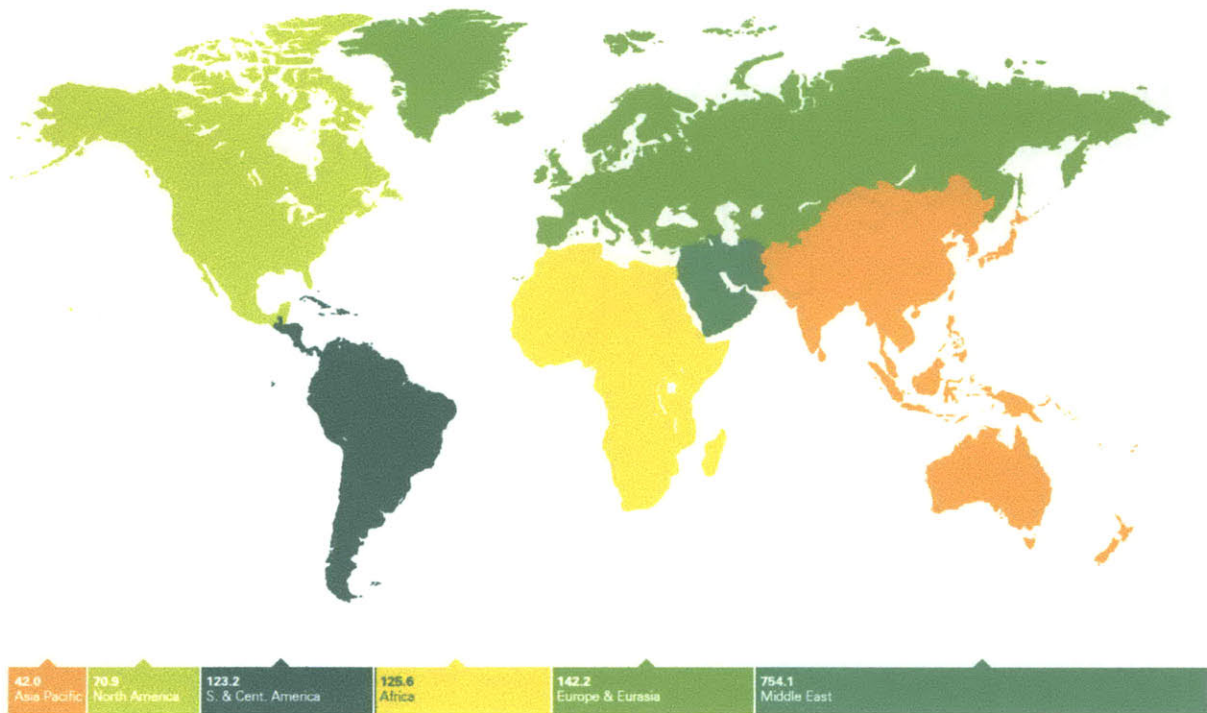 42.0
Asia Pacific
70.9
North America
123.2
S. & Cent. America
125.6
Africa
142.2
Europe & Eurasia
754.1
Middle East